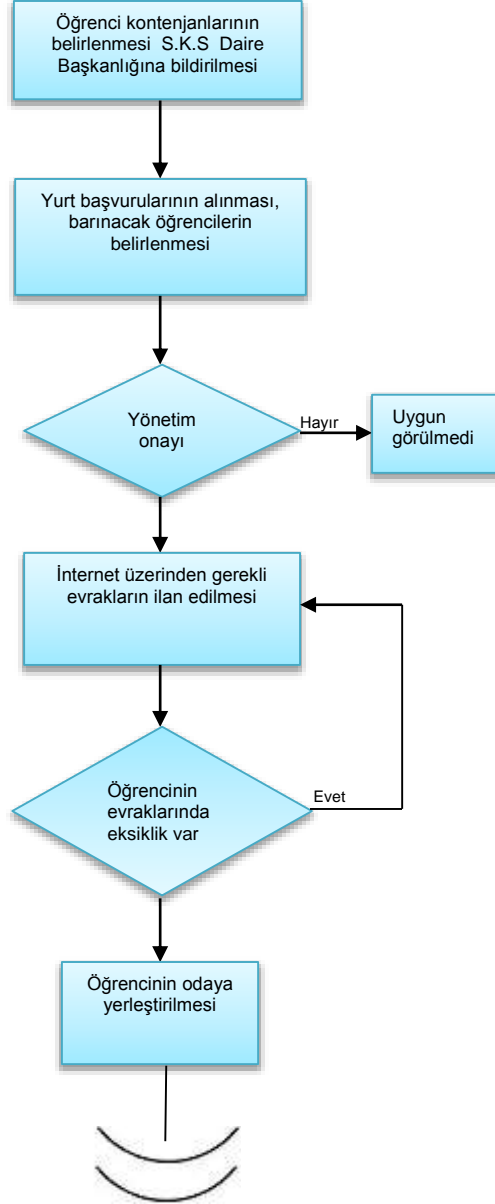 Öğrenci kontenjanlarının
belirlenmesi S.K.S Daire
Başkanlığına bildirilmesi
Yurt başvurularının alınması,
barınacak öğrencilerin
belirlenmesi
Yönetim
onayı
Hayır
Uygun
görülmedi
İnternet üzerinden gerekli
evrakların ilan edilmesi
Öğrencinin
evraklarında
eksiklik var
Evet
Öğrencinin odaya
yerleştirilmesi